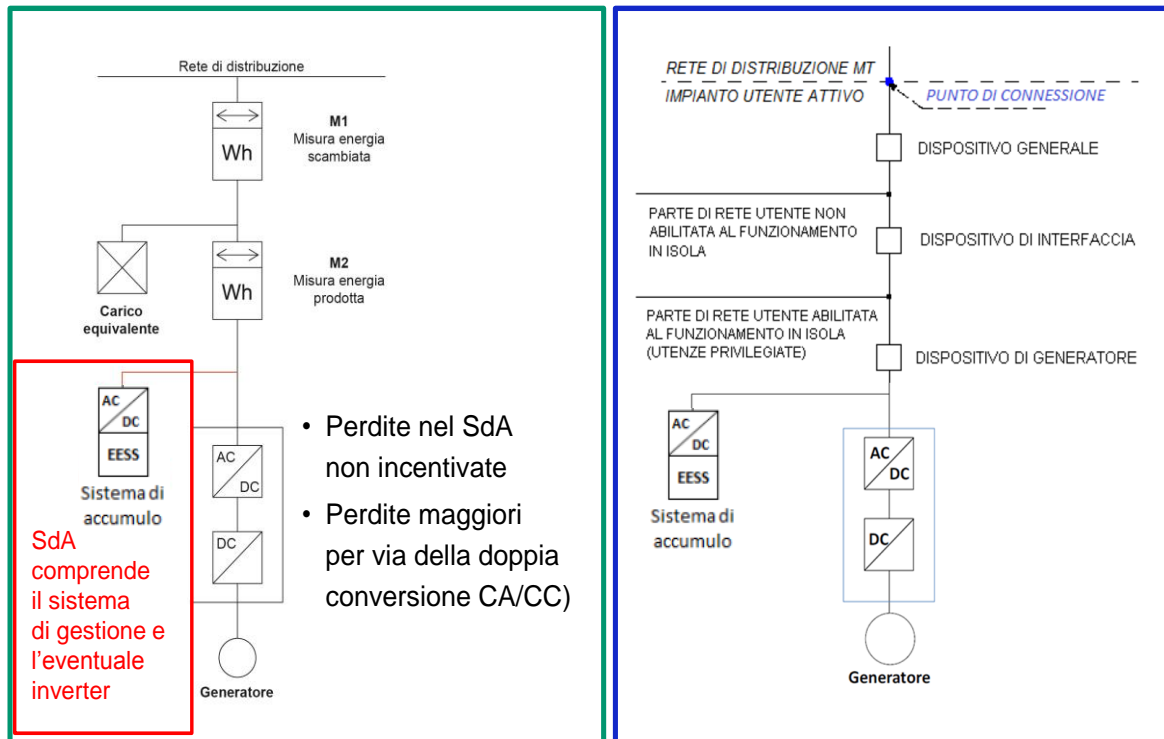 Rete di distribuzione
M1
Misura energia
scambiata
Wh
M2
Misura energia
prodotta
Wh
Carico
equivalente
AC
DC
EESS
Sistema di
accumulo
SdA
comprende
il sistema
di gestione e
l'eventuale
inverter
AC
DC
DC
Generatore
• Perdite nel SdA
non incentivate
• Perdite maggiori
per via della doppia
conversione CA/CC)
RETE DI DISTRIBUZIONE MT
IMPIANTO UTENTE ATTIVO
PUNTO DI CONNESSIONE
DISPOSITIVO GENERALE
PARTE DI RETE UTENTE NON
ABILITATA AL FUNZIONAMENTO
IN ISOLA
DISPOSITIVO DI INTERFACCIA
PARTE DI RETE UTENTE ABILITATA
AL FUNZIONAMENTO IN ISOLA
(UTENZE PRIVILEGIATE)
DISPOSITIVO DI GENERATORE
AC
DC
EESS
Sistema di
accumulo
AC
DC
DC
Generatore